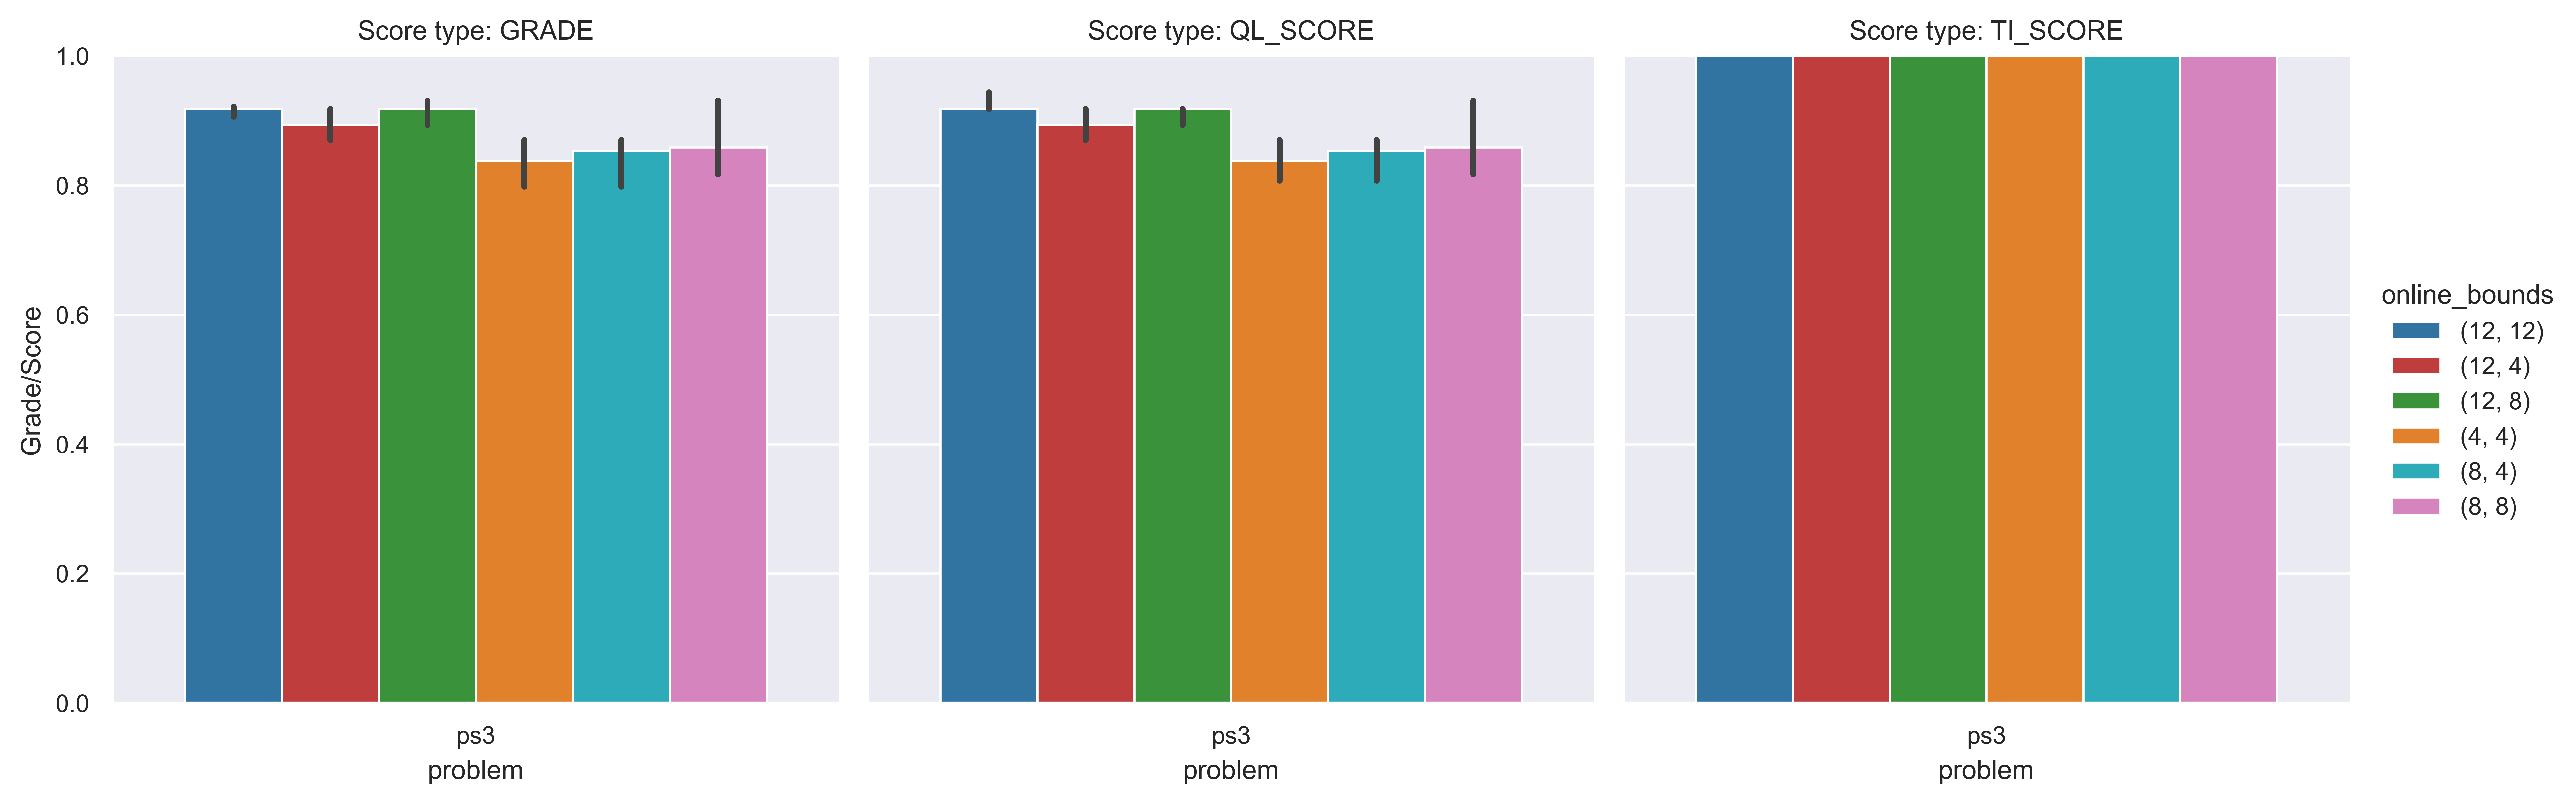 Score type: GRADE
Score type: QL_SCORE
Score type: TI_SCORE
Grade/Score
1.0
0.8
0.6
0.4
0.2
0.0
ps3
ps3
ps3
problem
problem
problem
online_bounds
(12, 12)
(12, 4)
(12, 8)
(4, 4)
(8, 4)
(8, 8)